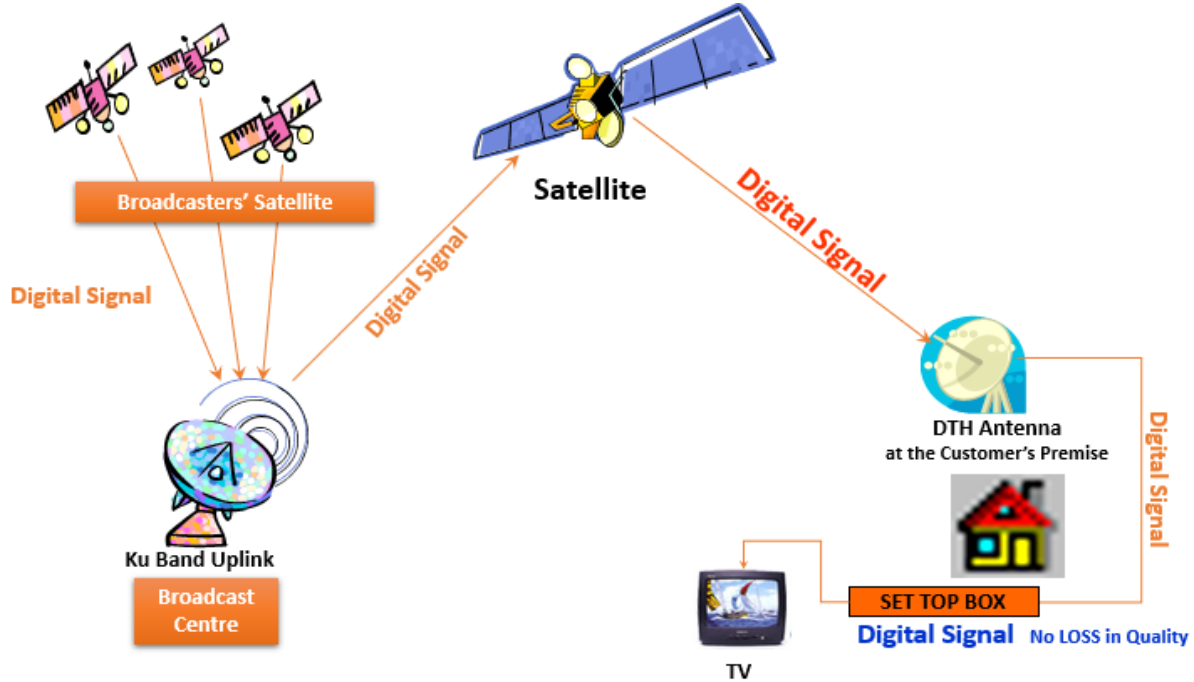 Broadcasters' Satellite
Satellite
Digital Signal
Digital Signal
Digital Signal
Ku Band Uplink
Broadcast
Centre
DTH Antenna
at the Customer's Premise
Digital Signal
SET TOP BOX
Digital Signal No LOSS in Quality
TV